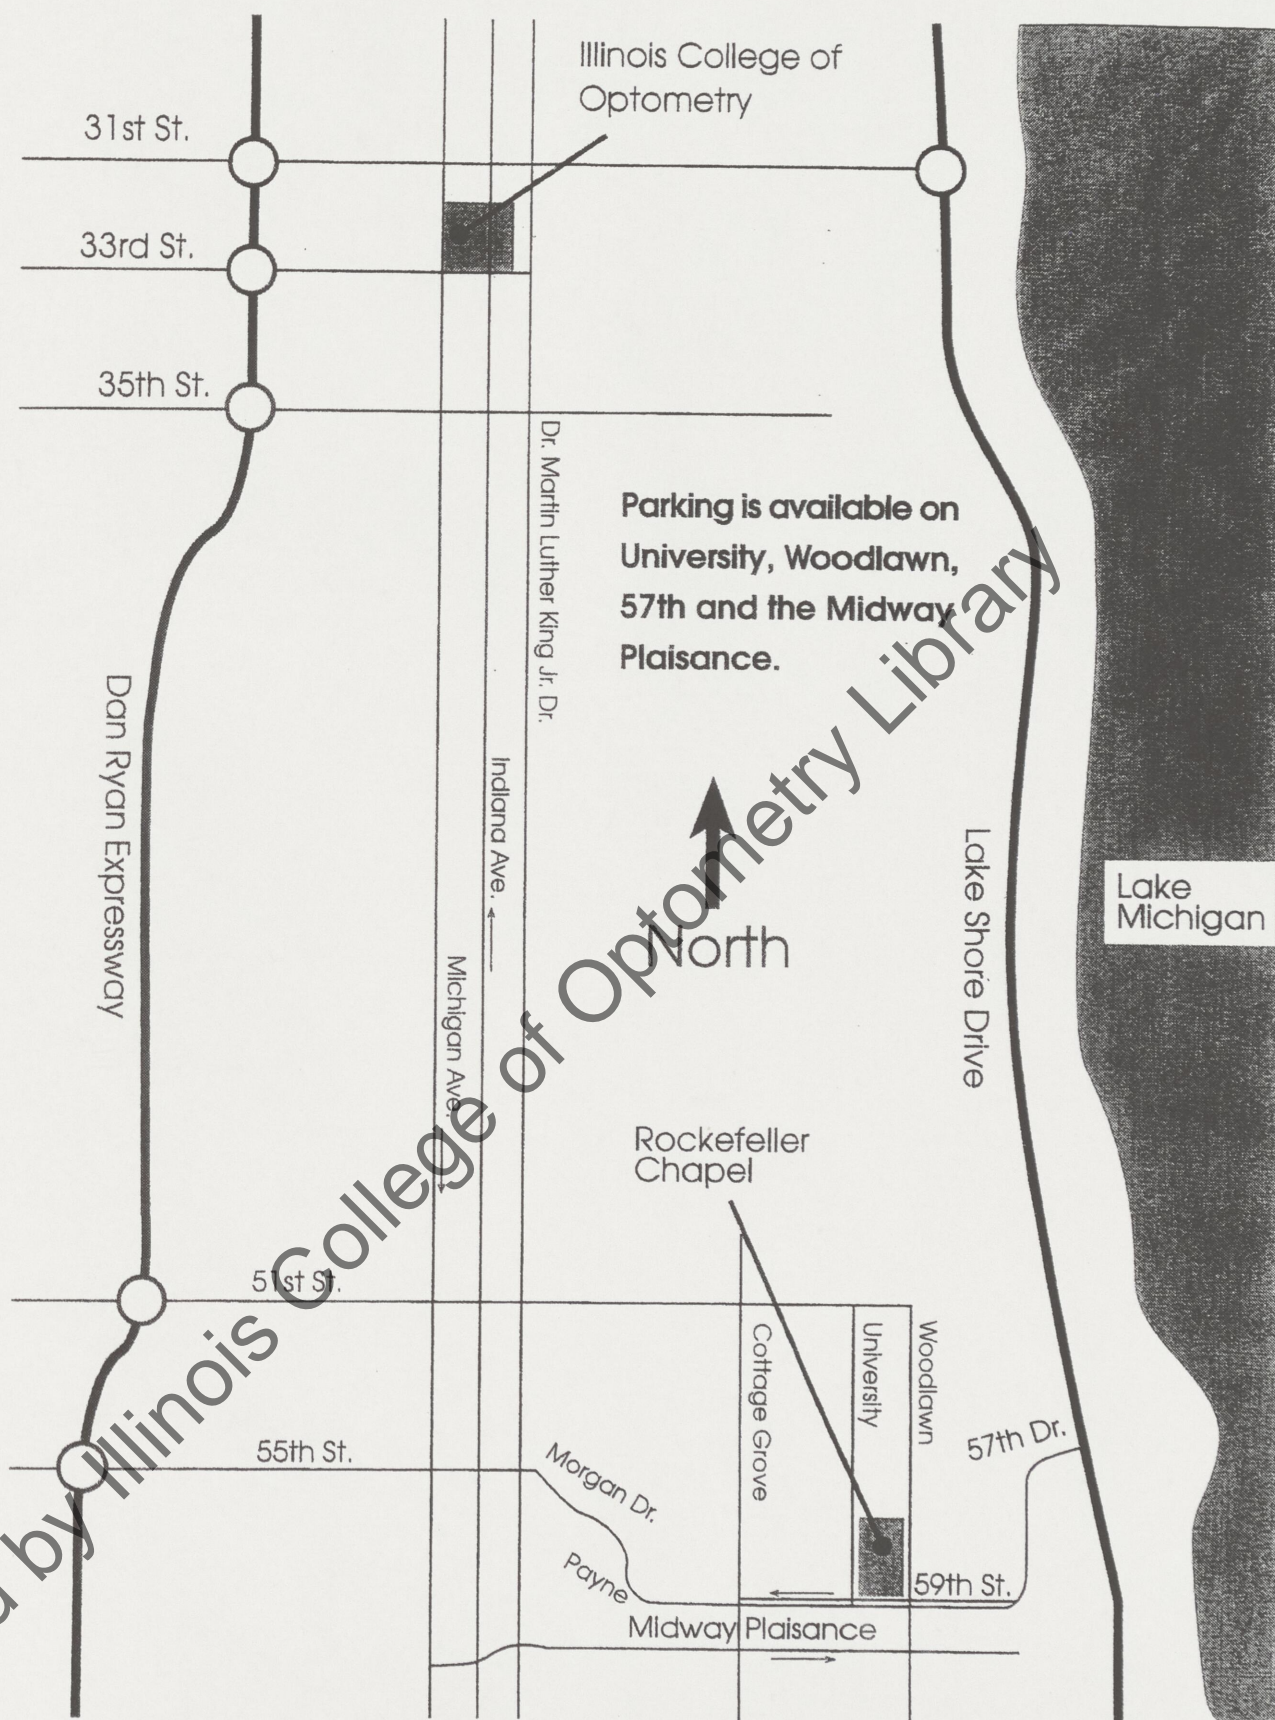 Illinois College of
Optometry
31st St.
33rd St.
35th St.
Dr. Martin Luther King Jr. Dr.
Parking is available on
University, Woodlawn,
57th and the Midway
Plaisance.
Dan Ryan Expressway
Indiana Ave.
Lake Shore Drive
Lake
Michigan
North
Michigan Ave.
Rockefeller
Chapel
51st St.
Cottage Grove
University
Woodlawn
57th Dr.
55th St.
Morgan Dr.
Payne
59th St.
Midway Plaisance
by Illinois College of Optometry Library